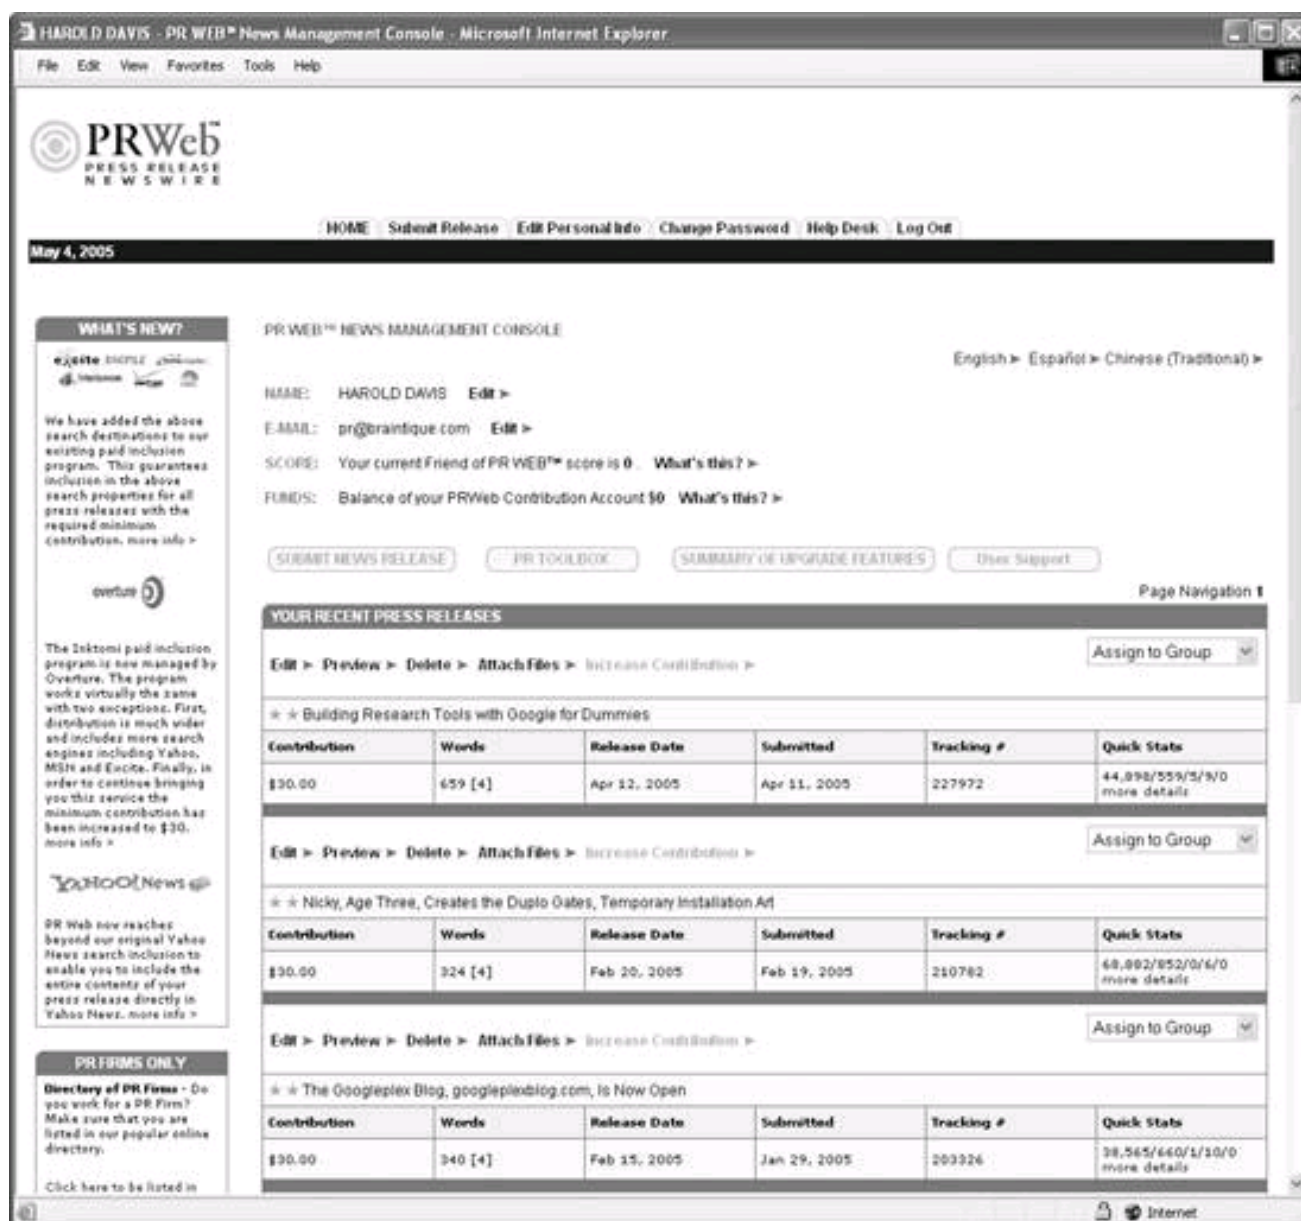 HAROLD DAVIS - PR WEB™ News Management Console - Microsoft Internet Explorer
File Edit View Favorites Tools Help
PRWeb™
PRESS RELEASE
NEWSWIRE
HOME Submit Release Edit Personal Info Change Password Help Desk Log Out
May 4, 2005
WHAT'S NEW?
excite
We have added the above
search destinations to our
existing paid inclusion
program. This guarantees
inclusion in the above
search properties for all
press releases with the
required minimum
contribution. more info >
overture
The Inktomi paid inclusion
program is now managed by
Overture. The program
works virtually the same
with two exceptions. First,
distribution is much wider
and includes more search
engines including Yahoo,
MSN and Excite. Finally, in
order to continue bringing
you this service the
minimum contribution has
been increased to $30.
more info >
YAHOO! News
PR Web now reaches
beyond our original Yahoo
News search inclusion to
enable you to include the
entire contents of your
press release directly in
Yahoo News. more info >
PR FIRMS ONLY
Directory of PR Firms - Do
you work for a PR Firm?
Make sure that you are
listed in our popular online
directory.
Click here to be listed in
PR WEB™ NEWS MANAGEMENT CONSOLE
English ► Español ► Chinese (Traditional) ►
NAME: HAROLD DAVIS Edit ►
E-MAIL: pr@braintique.com Edit ►
SCORE: Your current Friend of PR WEB™ score is 0 . What's this? ►
FUNDS: Balance of your PRWeb Contribution Account $0 What's this? ►
SUBMIT NEWS RELEASE PR TOOLBOX SUMMARY OF UPGRADE FEATURES User Support
Page Navigation 1
YOUR RECENT PRESS RELEASES
Edit ► Preview ► Delete ► Attach Files ► Increase Contribution ► Assign to Group
★ ★ Building Research Tools with Google for Dummies
Contribution Words Release Date Submitted Tracking # Quick Stats
$30.00 659 [4] Apr 12, 2005 Apr 11, 2005 227972 44,898/559/5/9/0
more details
Edit ► Preview ► Delete ► Attach Files ► Increase Contribution ► Assign to Group
★ ★ Nicky, Age Three, Creates the Duplo Gates, Temporary Installation Art
Contribution Words Release Date Submitted Tracking # Quick Stats
$30.00 324 [4] Feb 20, 2005 Feb 19, 2005 210782 68,882/852/0/6/0
more details
Edit ► Preview ► Delete ► Attach Files ► Increase Contribution ► Assign to Group
★ ★ The Googleplex Blog, googleplexblog.com, Is Now Open
Contribution Words Release Date Submitted Tracking # Quick Stats
$30.00 340 [4] Feb 15, 2005 Jan 29, 2005 203326 38,565/660/1/10/0
more details
Internet